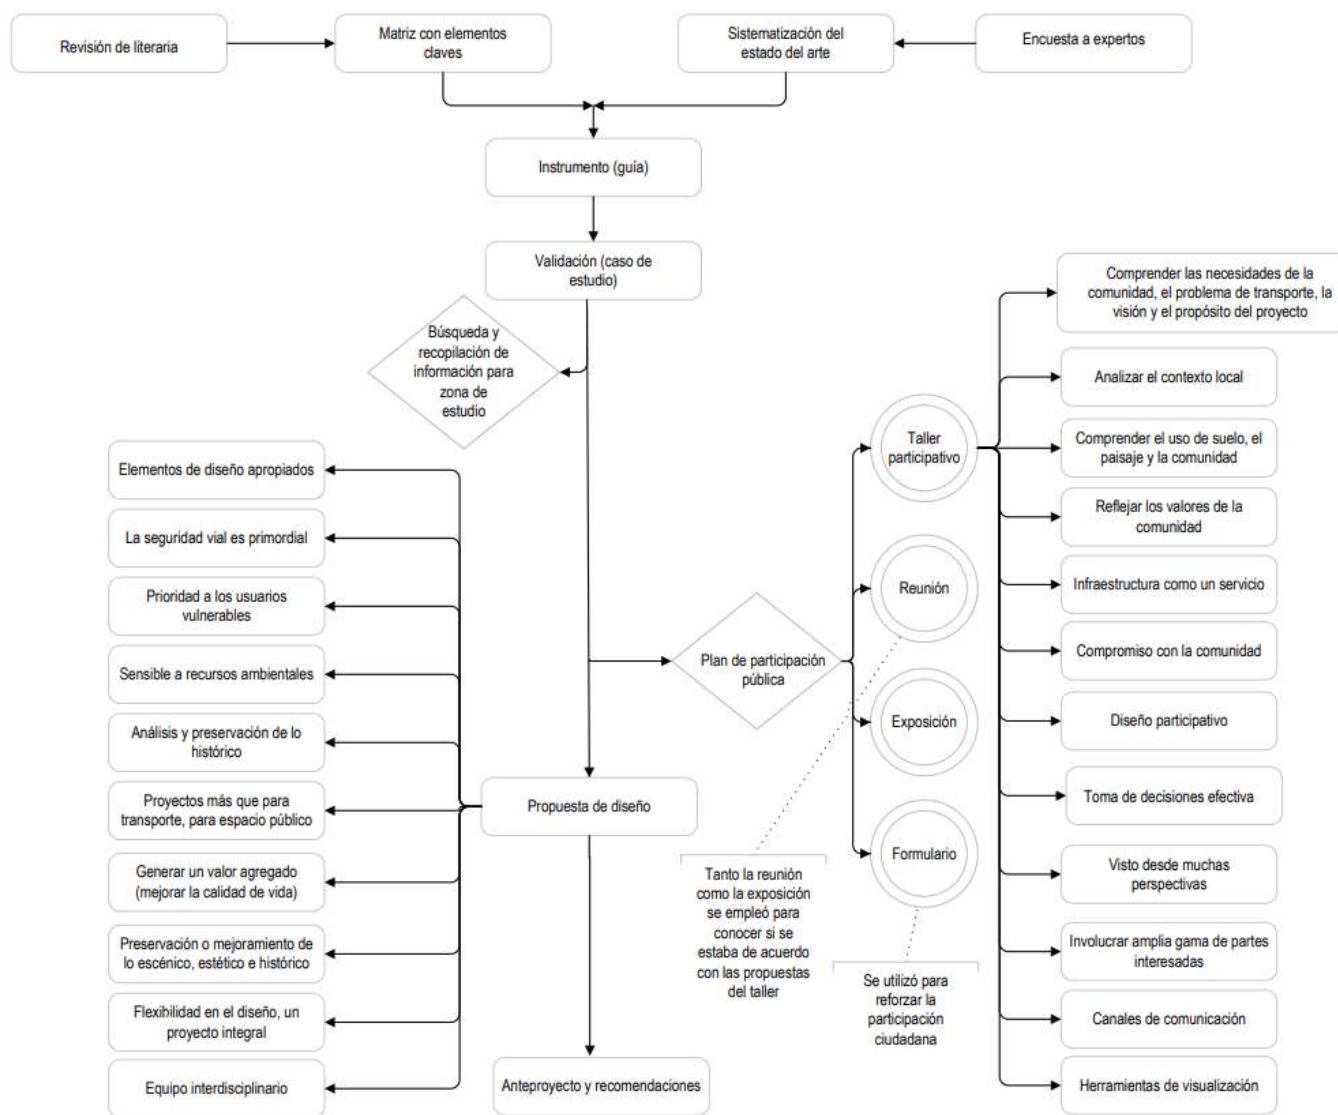 Revisión de literaria
Matriz con elementos
claves
Sistematización del
estado del arte
Encuesta a expertos
Instrumento (guía)
Validación (caso de
estudio)
Búsqueda y
recopilación de
información para
zona de
estudio
Elementos de diseño apropiados
La seguridad vial es primordial
Prioridad a los usuarios
vulnerables
Sensible a recursos ambientales
Análisis y preservación de lo
histórico
Proyectos más que para
transporte, para espacio público
Generar un valor agregado
(mejorar la calidad de vida)
Preservación o mejoramiento de
lo escénico, estético e histórico
Flexibilidad en el diseño, un
proyecto integral
Equipo interdisciplinario
Propuesta de diseño
Anteproyecto y recomendaciones
Plan de participación
pública
Taller
participativo
Reunión
Exposición
Formulario
Tanto la reunión
como la exposición
se empleó para
conocer si se
estaba de acuerdo
con las propuestas
del taller
Se utilizó para
reforzar la
participación
ciudadana
Comprender las necesidades de la
comunidad, el problema de transporte, la
visión y el propósito del proyecto
Analizar el contexto local
Comprender el uso de suelo, el
paisaje y la comunidad
Reflejar los valores de la
comunidad
Infraestructura como un servicio
Compromiso con la comunidad
Diseño participativo
Toma de decisiones efectiva
Visto desde muchas
perspectivas
Involucrar amplia gama de partes
interesadas
Canales de comunicación
Herramientas de visualización